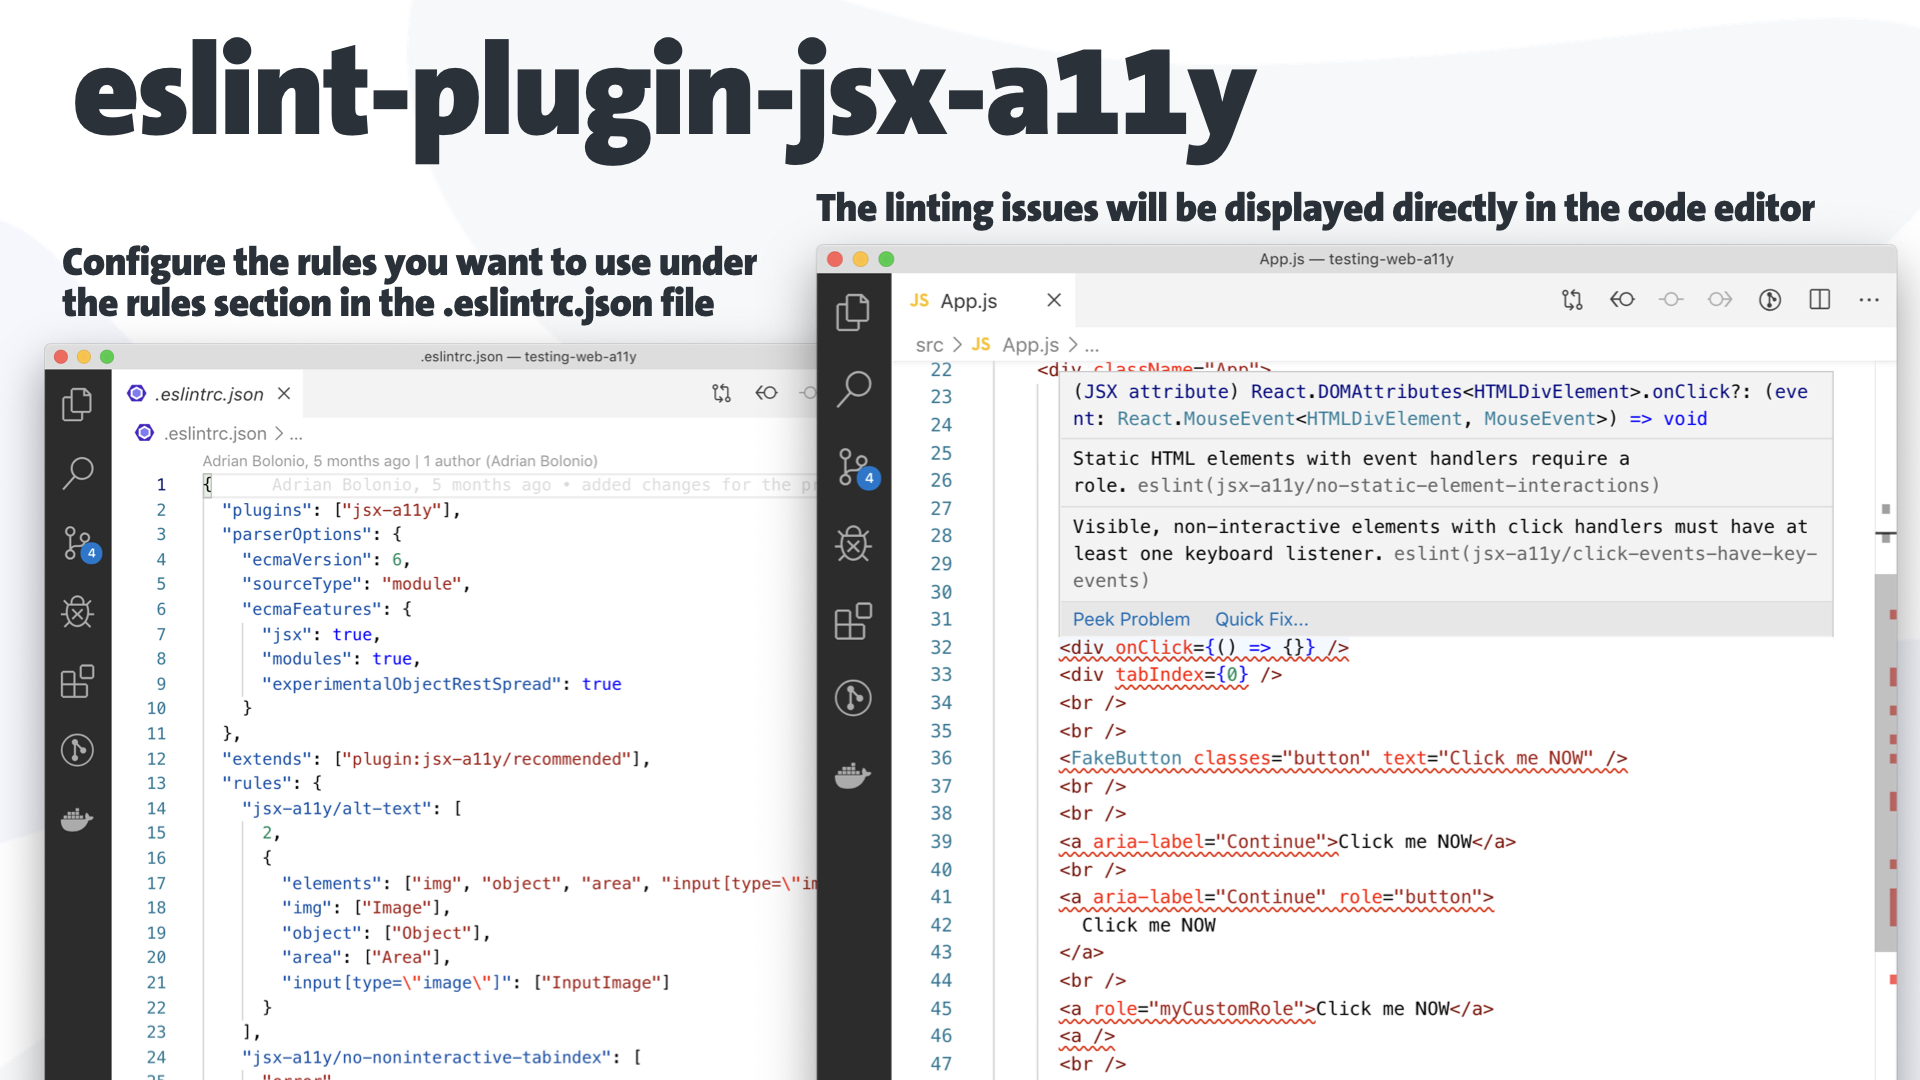 eslint-plugin-jsx-a11y
Configure the rules you want to use under
the rules section in the .eslintrc.json file
.eslintrc.json — testing-web-a11y
.eslintrc.json
.eslintrc.json > ...
4
Adrian Bolonio, 5 months ago | 1 author (Adrian Bolonio)
1 { Adrian Bolonio, 5 months ago • added changes for the
2 "plugins": ["jsx-a11y"],
3 "parserOptions": {
4 "ecmaVersion": 6,
5 "sourceType": "module",
6 "ecmaFeatures": {
7 "jsx": true,
8 "modules": true,
9 "experimentalObjectRestSpread": true
10 }
11 },
12 "extends": ["plugin:jsx-a11y/recommended"],
13 "rules": {
14 "jsx-a11y/alt-text": [
15 2,
16 {
17 "elements": ["img", "object", "area", "input[type=\"im
18 "img": ["Image"],
19 "object": ["Object"],
20 "area": ["Area"],
21 "input[type=\"image\"]": ["InputImage"]
22 }
23 ],
24 "jsx-a11y/no-noninteractive-tabindex": [
25 "error"
The linting issues will be displayed directly in the code editor
App.js — testing-web-a11y
JS App.js
src > JS App.js > ...
4
22 <div className="App">
23
24
25
26
27
28
29
30
31
(JSX attribute) React.DOMAttributes<HTMLDivElement>.onClick?: (eve
nt: React.MouseEvent<HTMLDivElement, MouseEvent>) => void
Static HTML elements with event handlers require a
role. eslint(jsx-a11y/no-static-element-interactions)
Visible, non-interactive elements with click handlers must have at
least one keyboard listener. eslint(jsx-a11y/click-events-have-key-
events)
Peek Problem Quick Fix...
32 <div onClick={() => {}} />
33 <div tabIndex={0} />
34 <br />
35 <br />
36 <FakeButton classes="button" text="Click me NOW" />
37 <br />
38 <br />
39 <a aria-label="Continue">Click me NOW</a>
40 <br />
41 <a aria-label="Continue" role="button">
42 Click me NOW
43 </a>
44 <br />
45 <a role="myCustomRole">Click me NOW</a>
46 <a />
47 <br />